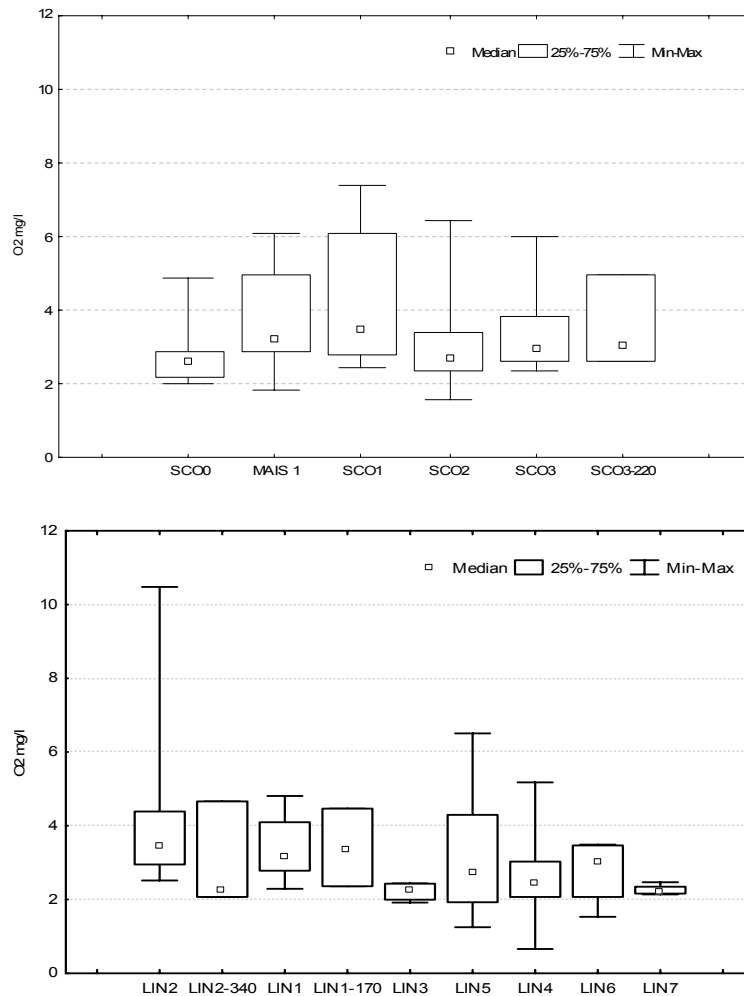 12
Median 25%-75% Min-Max
10
8
6
4
2
0
O2 mg/l
SCO0 MAIS 1 SCO1 SCO2 SCO3 SCO3-220
12
Median 25%-75% Min-Max
10
8
6
4
2
0
O2 mg/l
LIN2 LIN2-340 LIN1 LIN1-170 LIN3 LIN5 LIN4 LIN6 LIN7